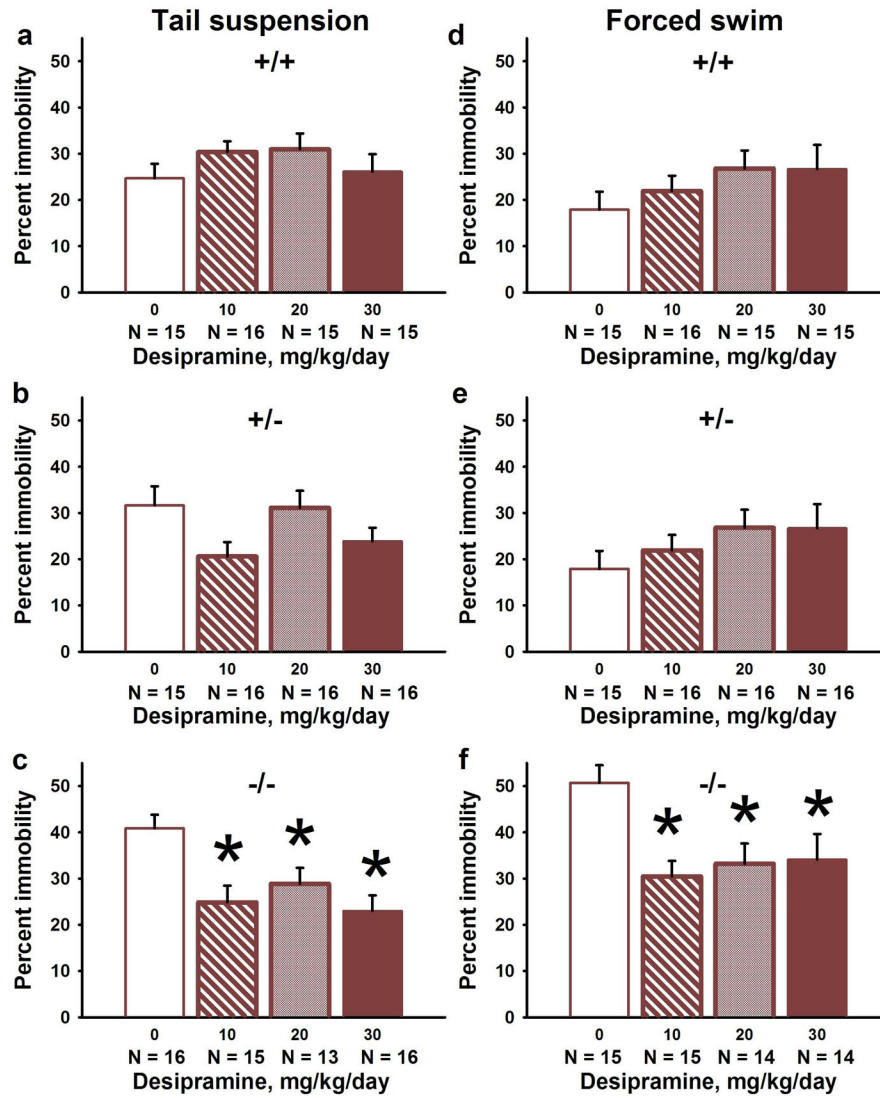 Tail suspension
Forced swim
a
+/+
Percent immobility
50
40
30
20
10
0
0 10 20 30
N = 15 N = 16 N = 15 N = 15
Desipramine, mg/kg/day
d
+/+
Percent immobility
50
40
30
20
10
0
0 10 20 30
N = 15 N = 16 N = 15 N = 15
Desipramine, mg/kg/day
b
+/-
Percent immobility
50
40
30
20
10
0
0 10 20 30
N = 15 N = 16 N = 16 N = 16
Desipramine, mg/kg/day
e
+/-
Percent immobility
50
40
30
20
10
0
0 10 20 30
N = 15 N = 16 N = 16 N = 16
Desipramine, mg/kg/day
c
-/-
Percent immobility
50
40
30
20
10
0
* * *
0 10 20 30
N = 16 N = 15 N = 13 N = 16
Desipramine, mg/kg/day
f
-/-
Percent immobility
50
40
30
20
10
0
* * *
0 10 20 30
N = 15 N = 15 N = 14 N = 14
Desipramine, mg/kg/day